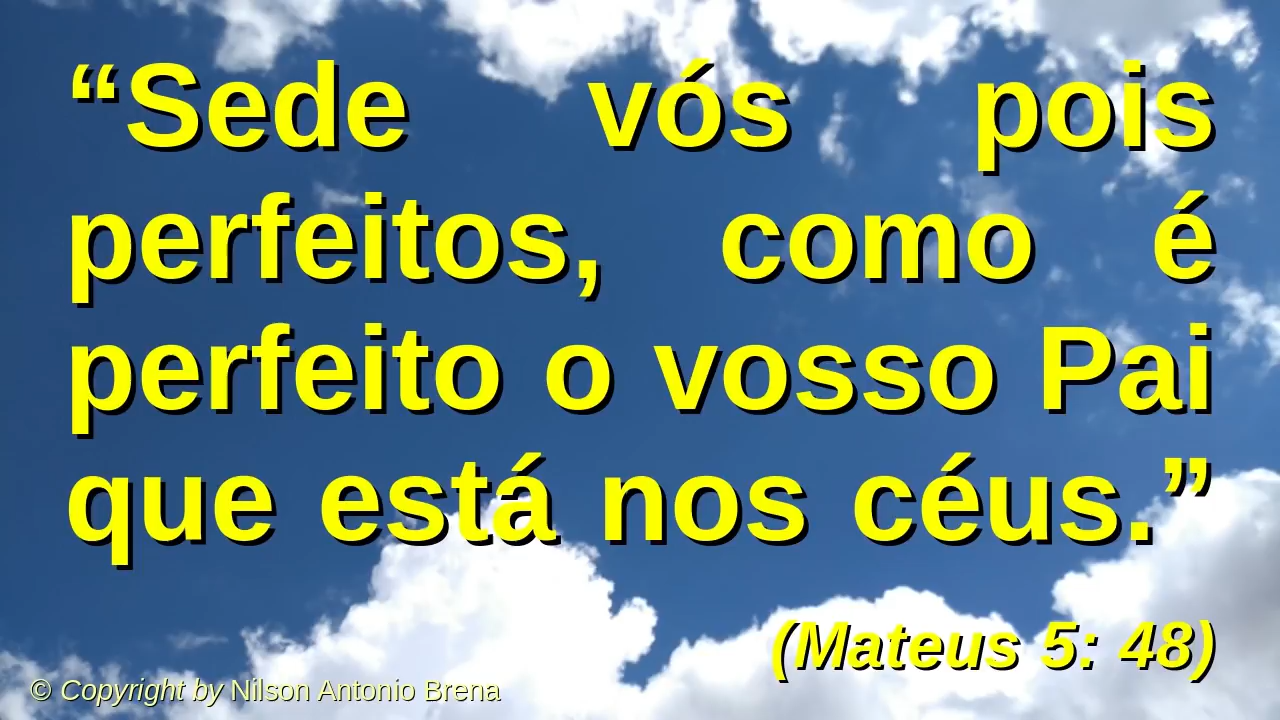 “Sede vós pois
perfeitos, como é
perfeito o vosso Pai
que está nos céus.”
(Mateus 5: 48)
© Copyright by Nilson Antonio Brena